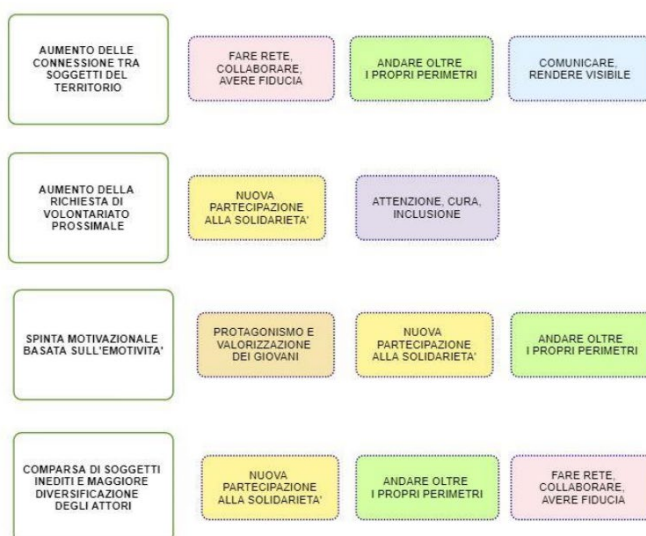 AUMENTO DELLE
CONNESSIONE TRA
SOGGETTI DEL
TERRITORIO
FARE RETE,
COLLABORARE,
AVERE FIDUCIA
ANDARE OLTRE
I PROPRI PERIMETRI
COMUNICARE,
RENDERE VISIBILE
AUMENTO DELLA
RICHIESTA DI
VOLONTARIATO
PROSSIMALE
NUOVA
PARTECIPAZIONE
ALLA SOLIDARIETA'
ATTENZIONE, CURA,
INCLUSIONE
SPINTA MOTIVAZIONALE
BASATA SULL'EMOTIVITA'
PROTAGONISMO E
VALORIZZAZIONE
DEI GIOVANI
NUOVA
PARTECIPAZIONE
ALLA SOLIDARIETA'
ANDARE OLTRE
I PROPRI PERIMETRI
COMPARSA DI SOGGETTI
INEDITI E MAGGIORE
DIVERSIFICAZIONE
DEGLI ATTORI
NUOVA
PARTECIPAZIONE
ALLA SOLIDARIETA'
ANDARE OLTRE
I PROPRI PERIMETRI
FARE RETE,
COLLABORARE,
AVERE FIDUCIA